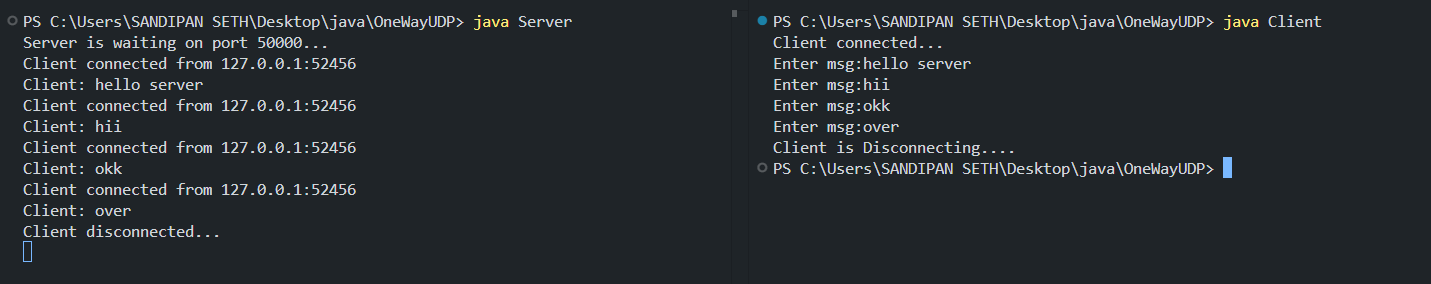 PS C:\Users\SANDIPAN SETH\Desktop\java\OneWayUDP> java Server
Server is waiting on port 50000...
Client connected from 127.0.0.1:52456
Client: hello server
Client connected from 127.0.0.1:52456
Client: hii
Client connected from 127.0.0.1:52456
Client: okk
Client connected from 127.0.0.1:52456
Client: over
Client disconnected...
PS C:\Users\SANDIPAN SETH\Desktop\java\OneWayUDP> java Client
Client connected...
Enter msg:hello server
Enter msg:hii
Enter msg:okk
Enter msg:over
Client is Disconnecting....
PS C:\Users\SANDIPAN SETH\Desktop\java\OneWayUDP>